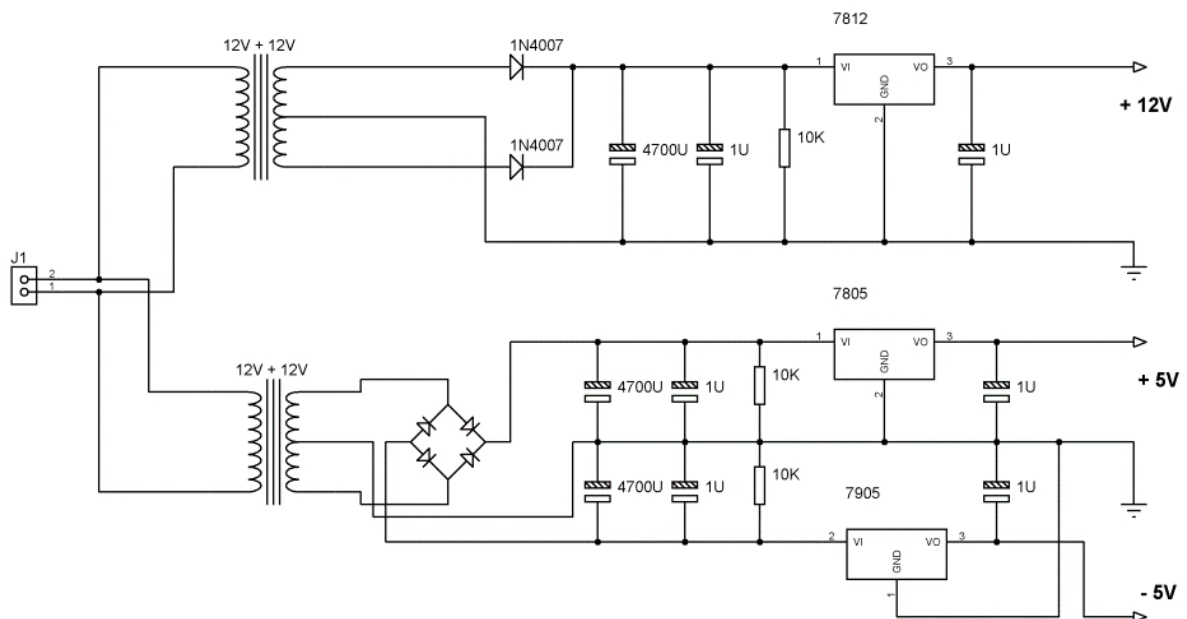 7812
12V + 12V
1N4007
1
VI
VO
3
GND
2
+ 12V
1N4007
4700U
1U
10K
1U
J1
2
1
7805
12V + 12V
1
VI
VO
3
GND
2
10K
4700U
1U
1U
+ 5V
10K
4700U
1U
1U
7905
2
VI
VO
3
GND
1
- 5V